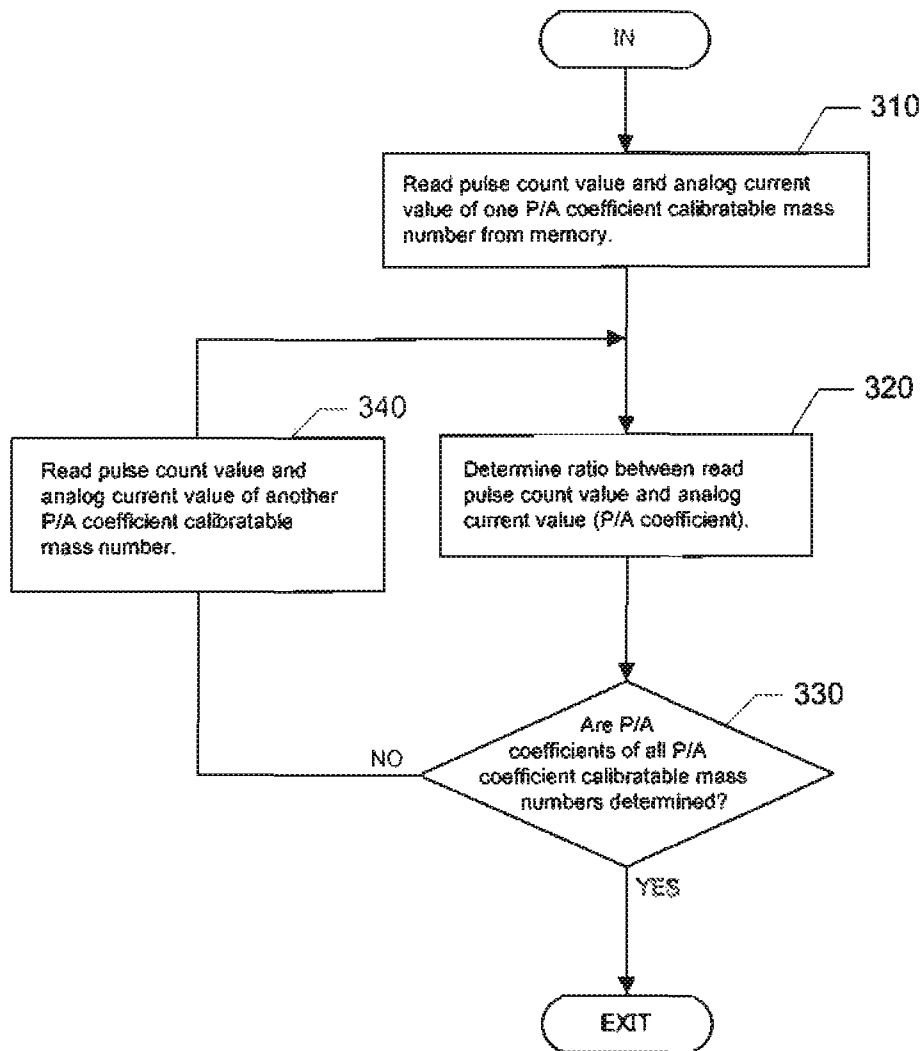 IN
310
Read pulse count value and analog current
value of one P/A coefficient calibratable mass
number from memory.
340
320
Read pulse count value and
analog current value of another
P/A coefficient calibratable
mass number.
Determine ratio between read
pulse count value and analog
current value (P/A coefficient).
330
Are P/A
coefficients of all P/A
coefficient calibratable mass
numbers determined?
NO
YES
EXIT